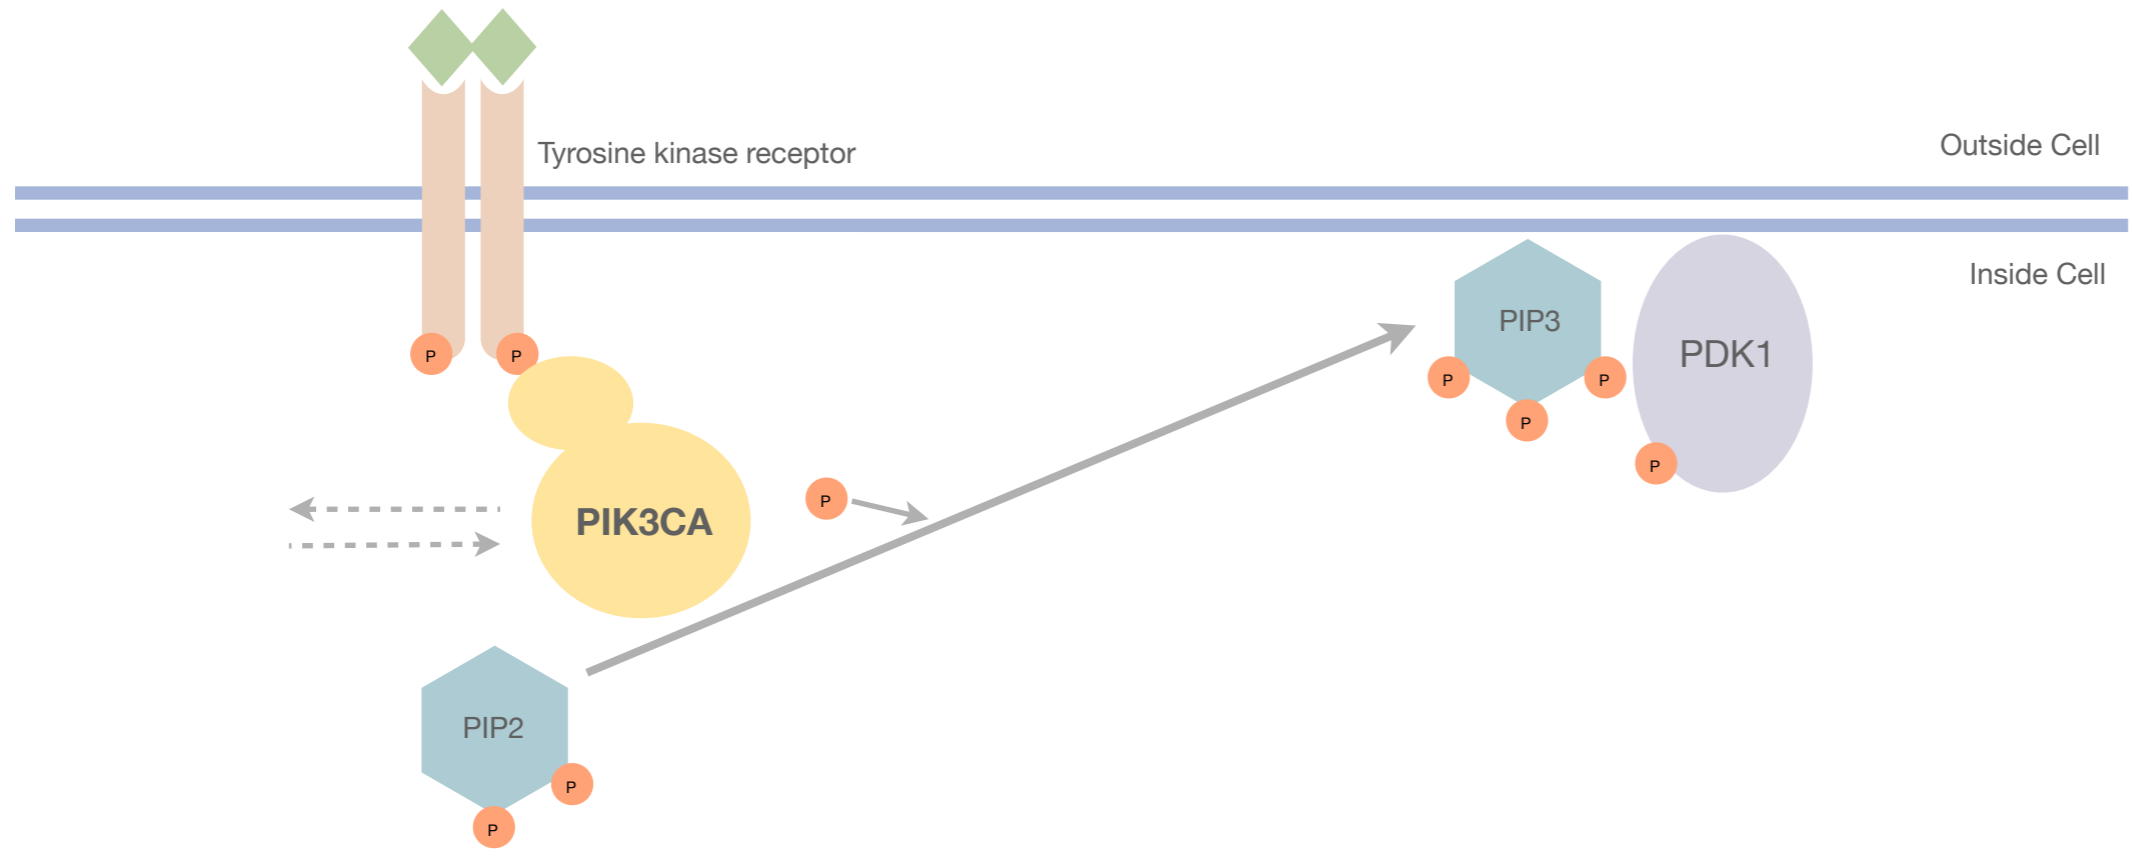 Tyrosine kinase receptor
Outside Cell
Inside Cell
PIP3
PDK1
P
P
P
P
P
P
PIK3CA
P
PIP2
P
P